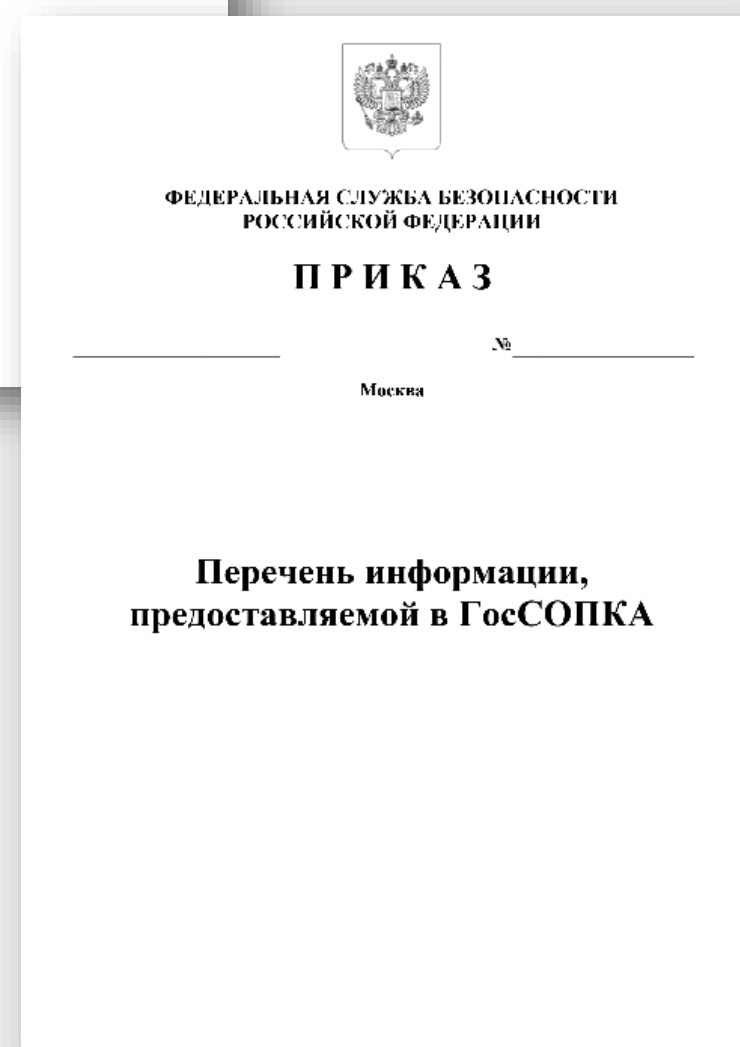 ФЕДЕРАЛЬНАЯ СЛУЖБА БЕЗОПАСНОСТИ
РОССИЙСКОЙ ФЕДЕРАЦИИ
П Р И К А З
№
Москва
Перечень информации,
предоставляемой в ГосСОПКА